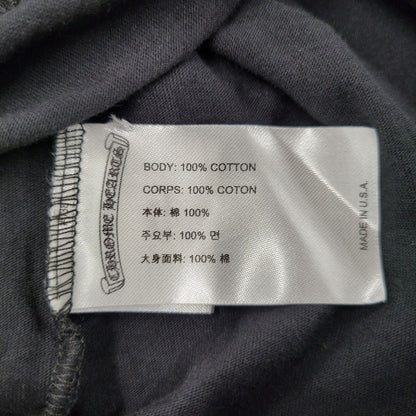 CHROME HEARTS
BODY: 100% COTTON
CORPS: 100% COTON
本体: 棉 100%
주요부: 100% 면
大身面料: 100% 棉
MADE IN U.S.A.